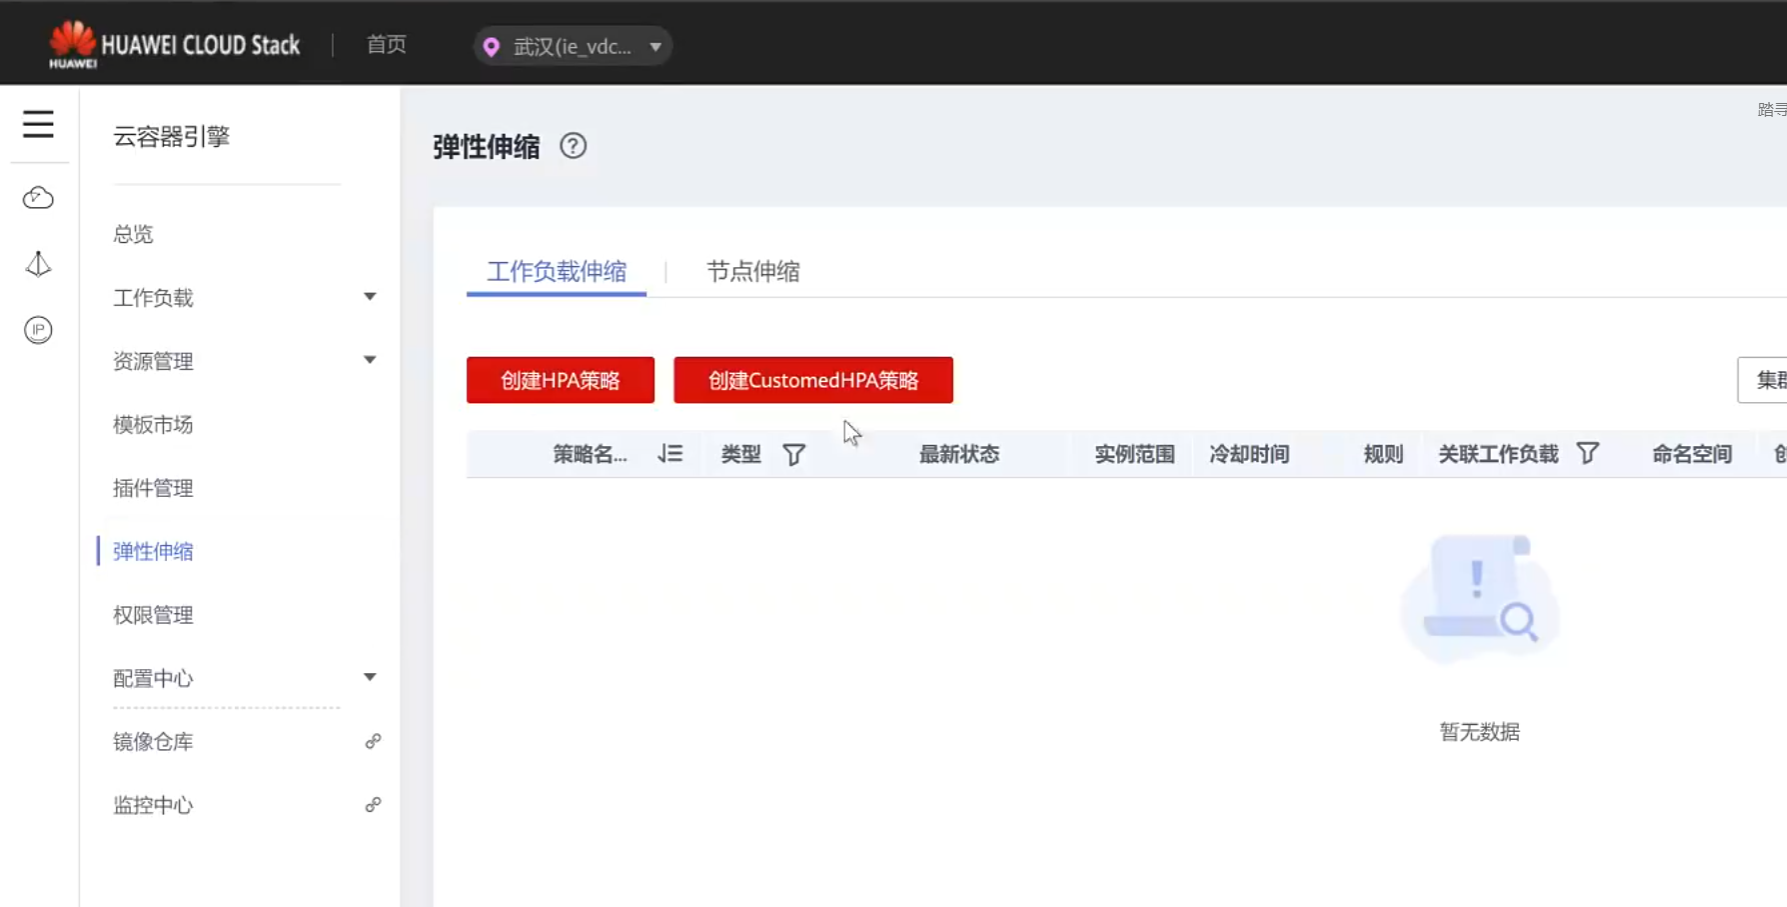 HUAWEI
HUAWEI CLOUD Stack
首页
武汉(ie_vdc...
云容器引擎
总览
工作负载
资源管理
模板市场
插件管理
弹性伸缩
权限管理
配置中心
镜像仓库
监控中心
弹性伸缩
工作负载伸缩
节点伸缩
创建HPA策略
创建CustomedHPA策略
策略名... 类型 最新状态 实例范围 冷却时间 规则 关联工作负载 命名空间
暂无数据
IP